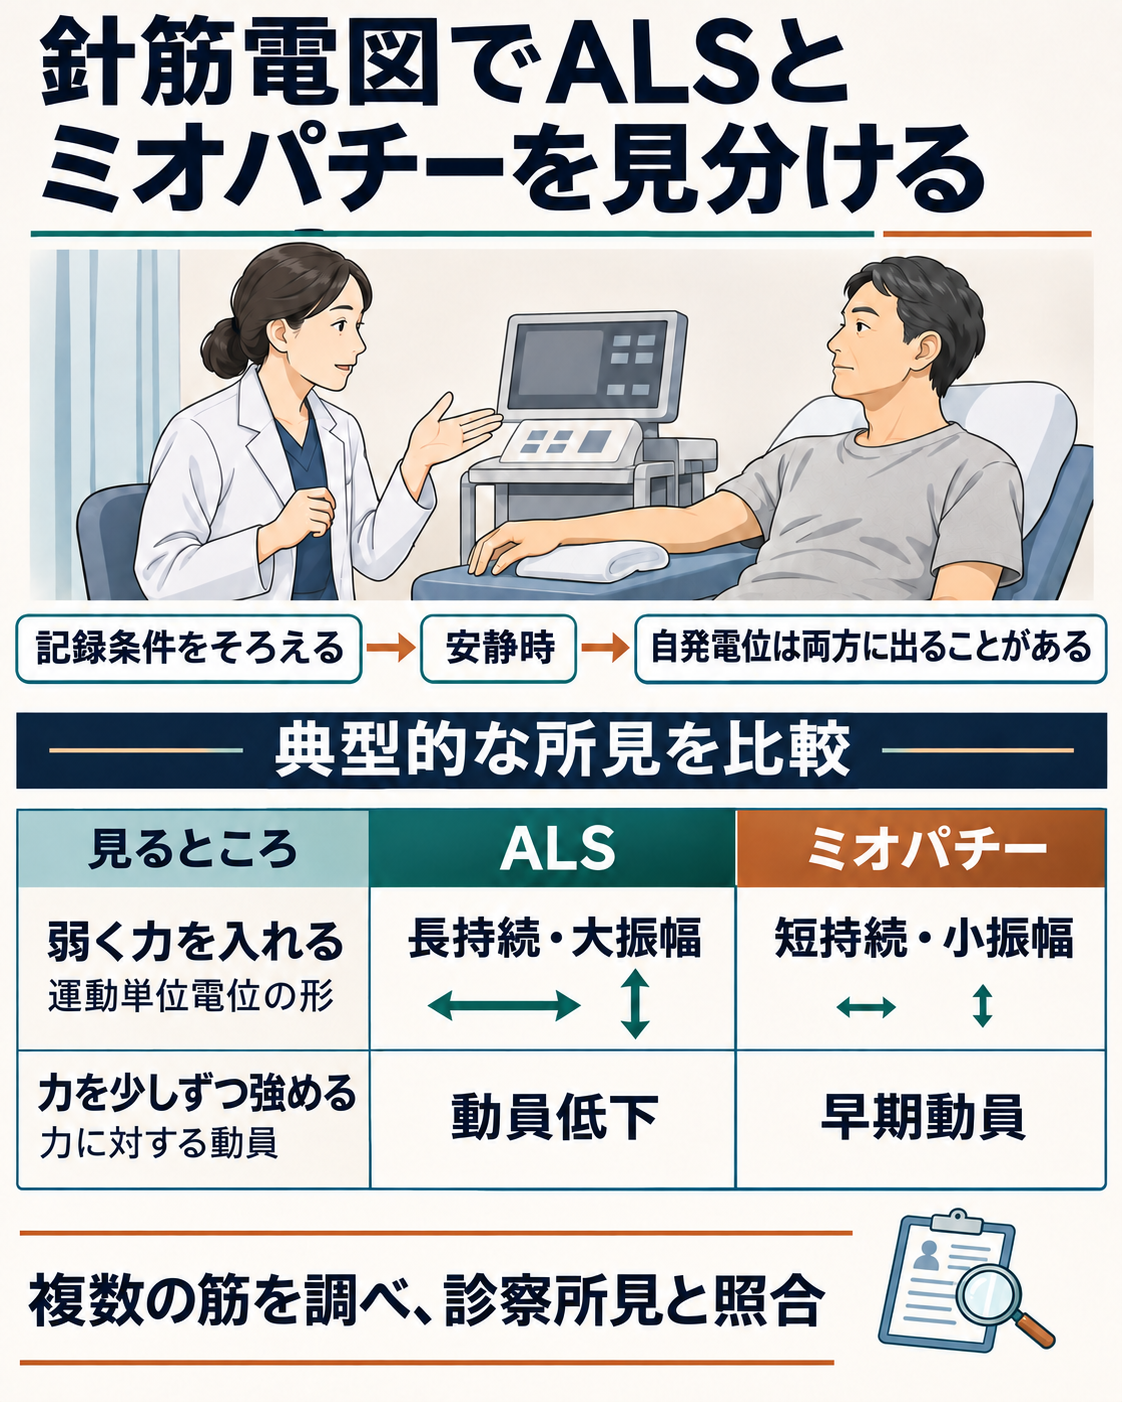 針筋電図でALSと
ミオパチーを見分ける
記録条件をそろえる
安静時
自発電位は両方に出ることがある
典型的な所見を比較
見るところ
ALS
ミオパチー
弱く力を入れる
運動単位電位の形
長持続・大振幅
短持続・小振幅
力を少しずつ強める
力に対する動員
動員低下
早期動員
複数の筋を調べ、診察所見と照合